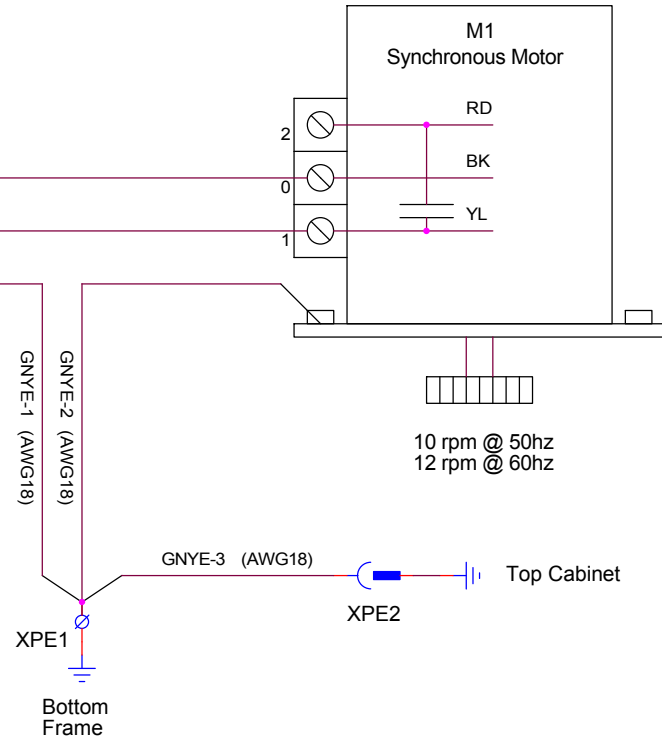 M1
Synchronous Motor
RD
2
BK
0
YL
1
GNYE-1 (AWG18)
GNYE-2 (AWG18)
10 rpm @ 50hz
12 rpm @ 60hz
GNYE-3 (AWG18)
Top Cabinet
XPE2
XPE1
Bottom
Frame